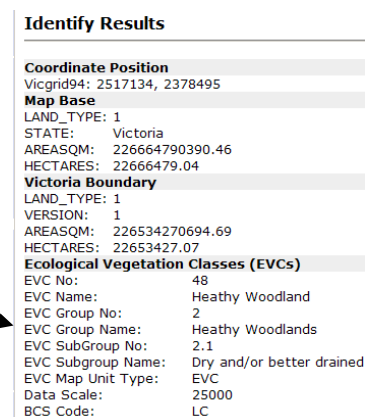 Identify Results
Coordinate Position
Vicgrid94: 2517134, 2378495
Map Base
LAND_TYPE: 1
STATE: Victoria
AREASQM: 226664790390.46
HECTARES: 22666479.04
Victoria Boundary
LAND_TYPE: 1
VERSION: 1
AREASQM: 226534270694.69
HECTARES: 22653427.07
Ecological Vegetation Classes (EVCs)
EVC No: 48
EVC Name: Heathy Woodland
EVC Group No: 2
EVC Group Name: Heathy Woodlands
EVC SubGroup No: 2.1
EVC Subgroup Name: Dry and/or better drained
EVC Map Unit Type: EVC
Data Scale: 25000
BCS Code: LC